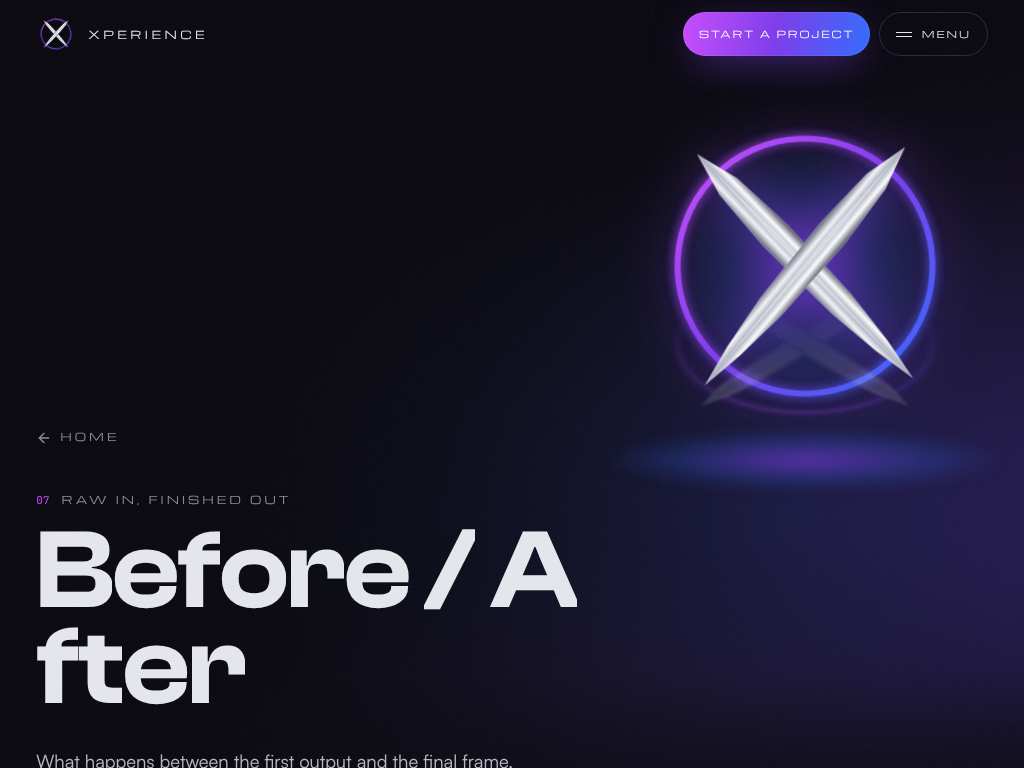 XPERIENCE
START A PROJECT
MENU
HOME
07 RAW IN, FINISHED OUT
Before / A
fter
What happens between the first output and the final frame.